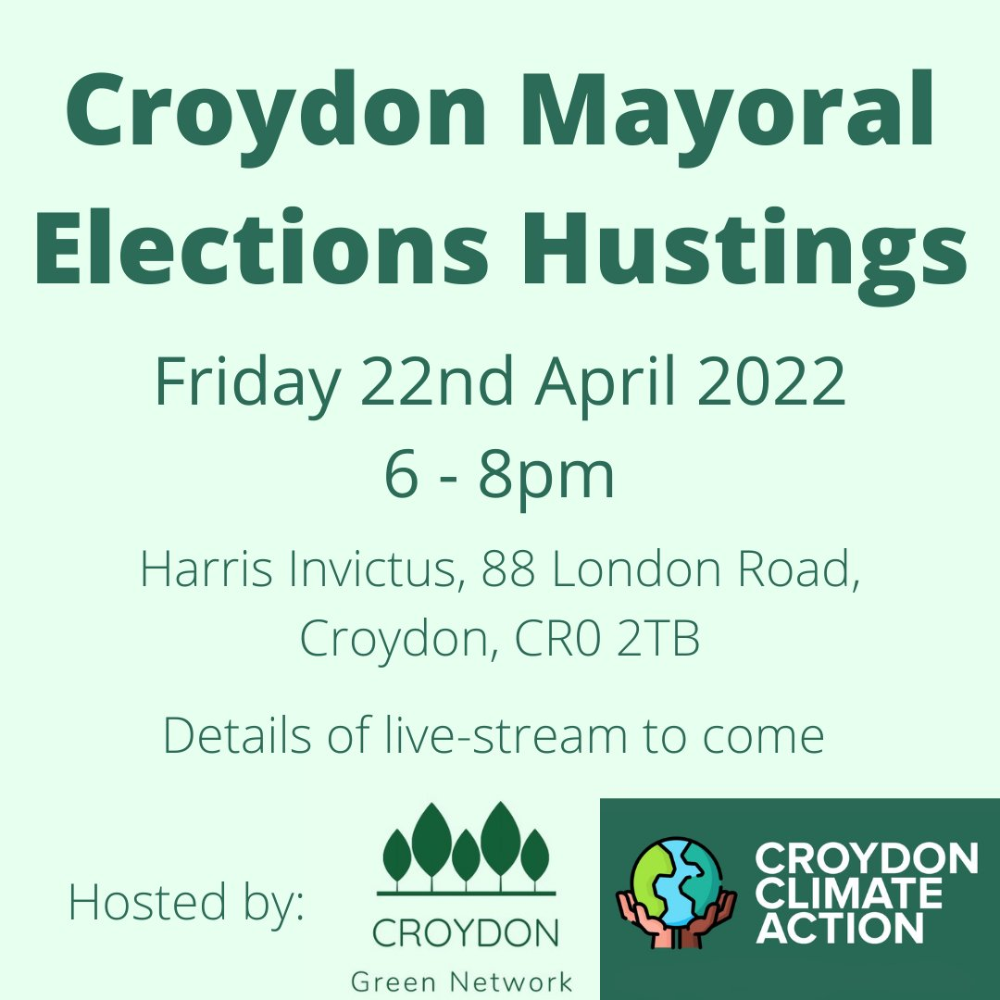 Croydon Mayoral
Elections Hustings
Friday 22nd April 2022
6 - 8pm
Harris Invictus, 88 London Road,
Croydon, CR0 2TB
Details of live-stream to come
Hosted by:
CROYDON
Green Network
CROYDON
CLIMATE
ACTION